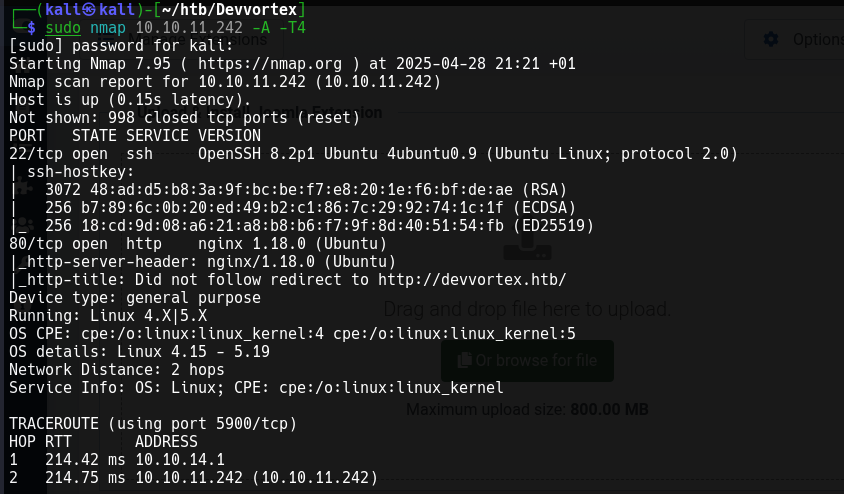 ┌──(kali㉿kali)-[~/htb/Devvortex]
└─$ sudo nmap 10.10.11.242 -A -T4
[sudo] password for kali:
Starting Nmap 7.95 ( https://nmap.org ) at 2025-04-28 21:21 +01
Nmap scan report for 10.10.11.242 (10.10.11.242)
Host is up (0.15s latency).
Not shown: 998 closed tcp ports (reset)
PORT   STATE SERVICE VERSION
22/tcp open  ssh     OpenSSH 8.2p1 Ubuntu 4ubuntu0.9 (Ubuntu Linux; protocol 2.0)
| ssh-hostkey:
|   3072 48:ad:d5:b8:3a:9f:bc:be:f7:e8:20:1e:f6:bf:de:ae (RSA)
|   256 b7:89:6c:0b:20:ed:49:b2:c1:86:7c:29:92:74:1c:1f (ECDSA)
|_  256 18:cd:9d:08:a6:21:a8:b8:b6:f7:9f:8d:40:51:54:fb (ED25519)
80/tcp open  http    nginx 1.18.0 (Ubuntu)
|_http-server-header: nginx/1.18.0 (Ubuntu)
|_http-title: Did not follow redirect to http://devvortex.htb/
Device type: general purpose
Running: Linux 4.X|5.X
OS CPE: cpe:/o:linux:linux_kernel:4 cpe:/o:linux:linux_kernel:5
OS details: Linux 4.15 - 5.19
Network Distance: 2 hops
Service Info: OS: Linux; CPE: cpe:/o:linux:linux_kernel
TRACEROUTE (using port 5900/tcp)
HOP RTT       ADDRESS
1   214.42 ms 10.10.14.1
2   214.75 ms 10.10.11.242 (10.10.11.242)
Options
Drag and drop file here to upload.
Or browse for file
Maximum upload size: 800.00 MB